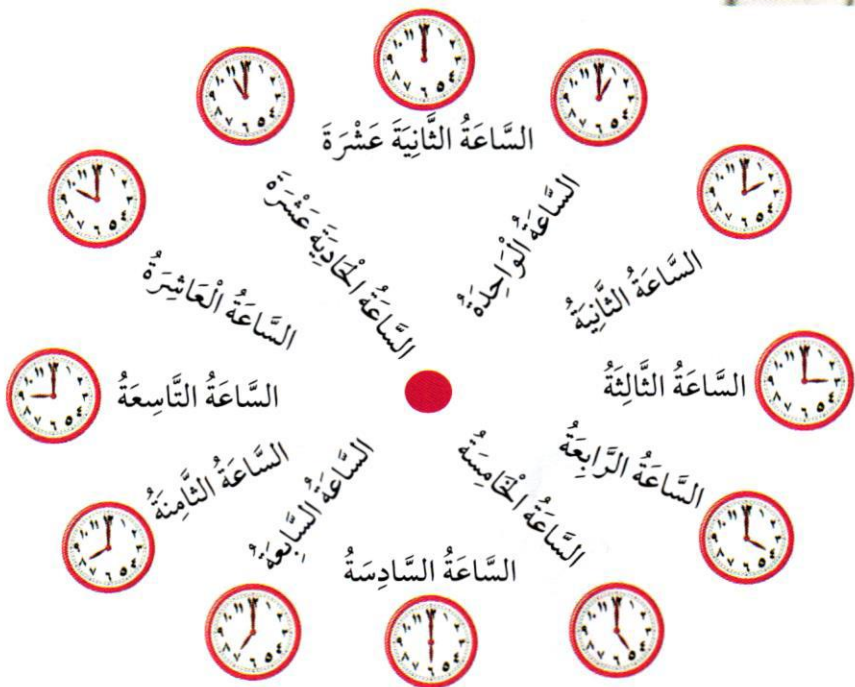 السَّاعَةُ الثَّانِيَةَ عَشْرَةَ
السَّاعَةُ الْوَاحِدَةُ
السَّاعَةُ الثَّانِيَةُ
السَّاعَةُ الثَّالِثَةُ
السَّاعَةُ الرَّابِعَةُ
السَّاعَةُ الْخَامِسَةُ
السَّاعَةُ السَّادِسَةُ
السَّاعَةُ السَّابِعَةُ
السَّاعَةُ الثَّامِنَةُ
السَّاعَةُ التَّاسِعَةُ
السَّاعَةُ الْعَاشِرَةُ
السَّاعَةُ الْحَادِيَةَ عَشْرَةَ